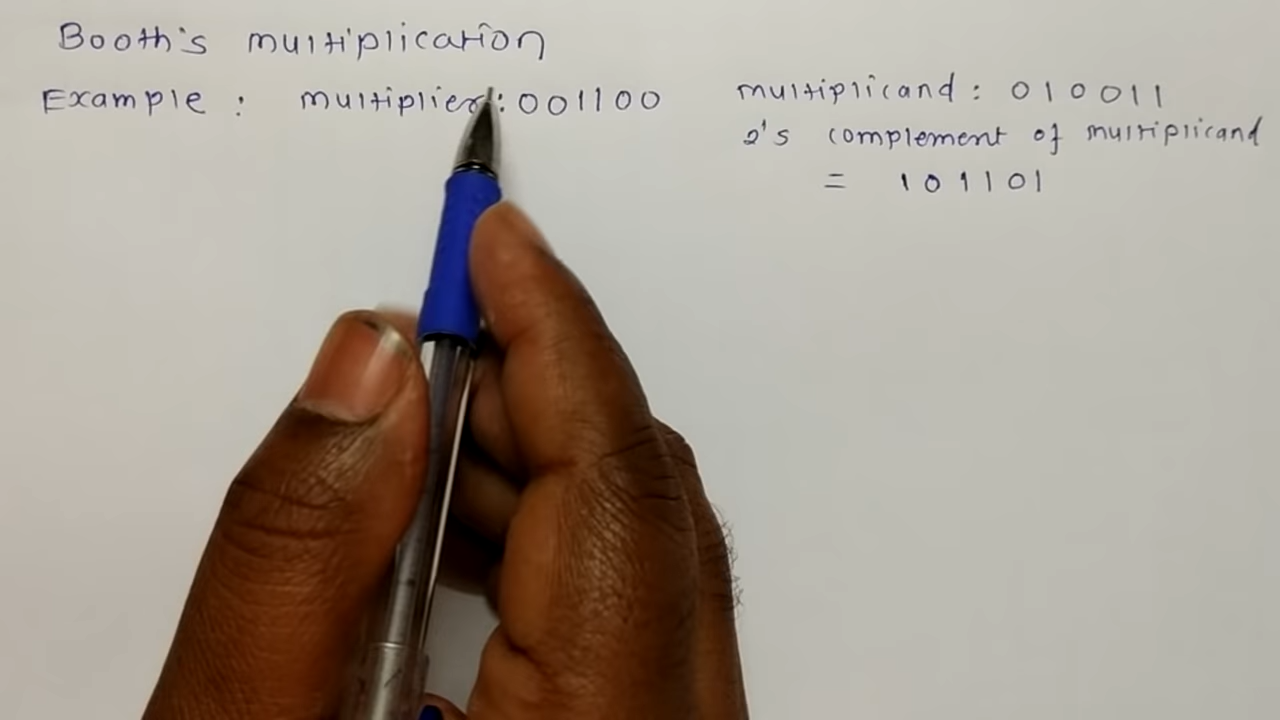 Booth's multiplication
Example : multiplier : 001100 multiplicand : 010011
2's complement of multiplicand
= 101101